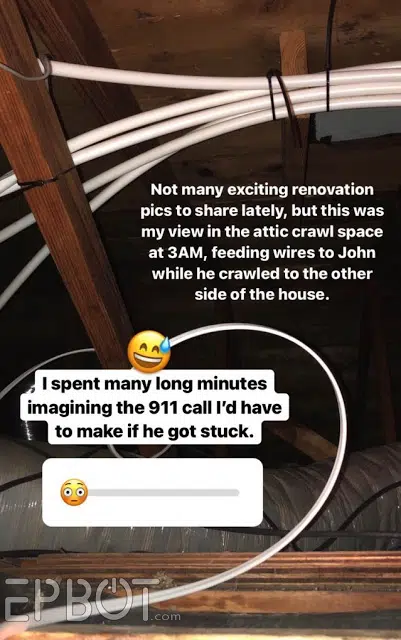 Not many exciting renovation
pics to share lately, but this was
my view in the attic crawl space
at 3AM, feeding wires to John
while he crawled to the other
side of the house.
I spent many long minutes
imagining the 911 call I'd have
to make if he got stuck.
EPBOT.com